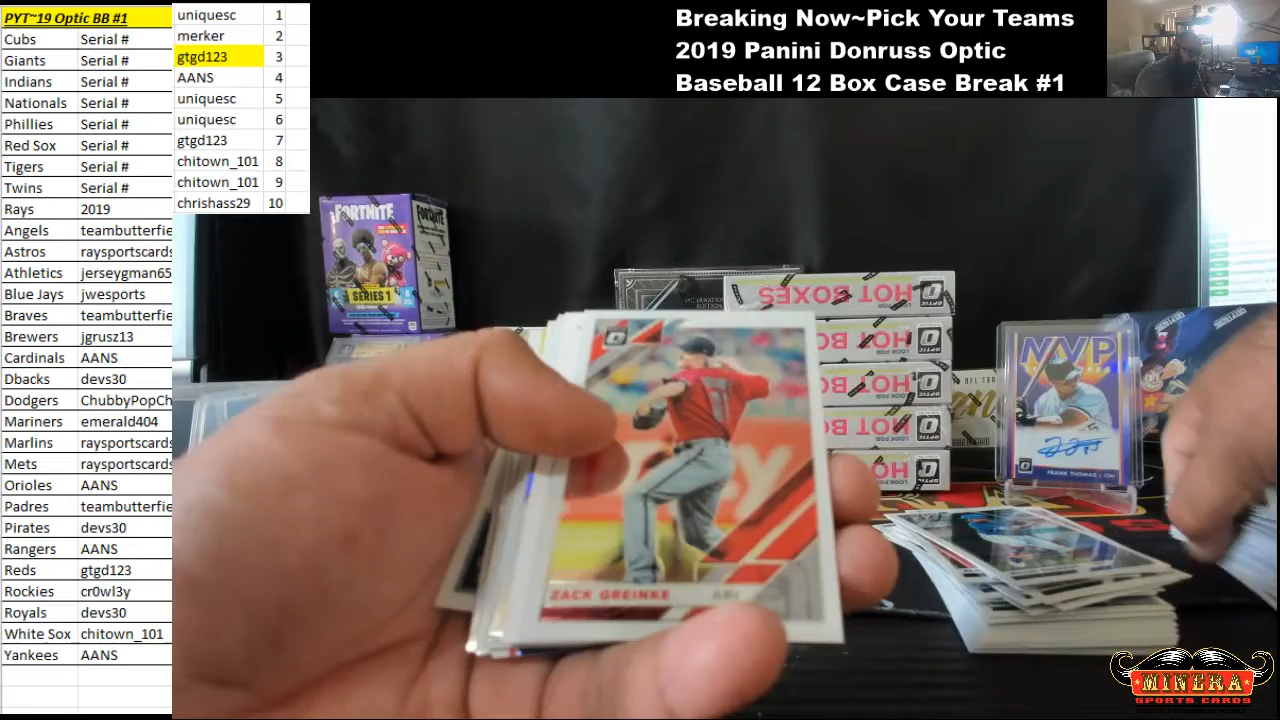 PYT~19 Optic BB #1
Cubs Serial #
Giants Serial #
Indians Serial #
Nationals Serial #
Phillies Serial #
Red Sox Serial #
Tigers Serial #
Twins Serial #
Rays 2019
Angels teambutterfie
Astros raysportscards
Athletics jerseygman65
Blue Jays jwesports
Braves teambutterfie
Brewers jgrusz13
Cardinals AANS
Dbacks devs30
Dodgers ChubbyPopCh
Mariners emerald404
Marlins raysportscards
Mets raysportscards
Orioles AANS
Padres teambutterfie
Pirates devs30
Rangers AANS
Reds gtgd123
Rockies cr0wl3y
Royals devs30
White Sox chitown_101
Yankees AANS
uniquesc 1
merker 2
gtgd123 3
AANS 4
uniquesc 5
uniquesc 6
gtgd123 7
chitown_101 8
chitown_101 9
chrishass29 10
Breaking Now~Pick Your Teams
2019 Panini Donruss Optic
Baseball 12 Box Case Break #1
FORTNITE
SERIES 1
HOT BOXES
OPTIC
MVP
FRANK THOMAS
ZACK GREINKE
MINERA
SPORTS CARDS